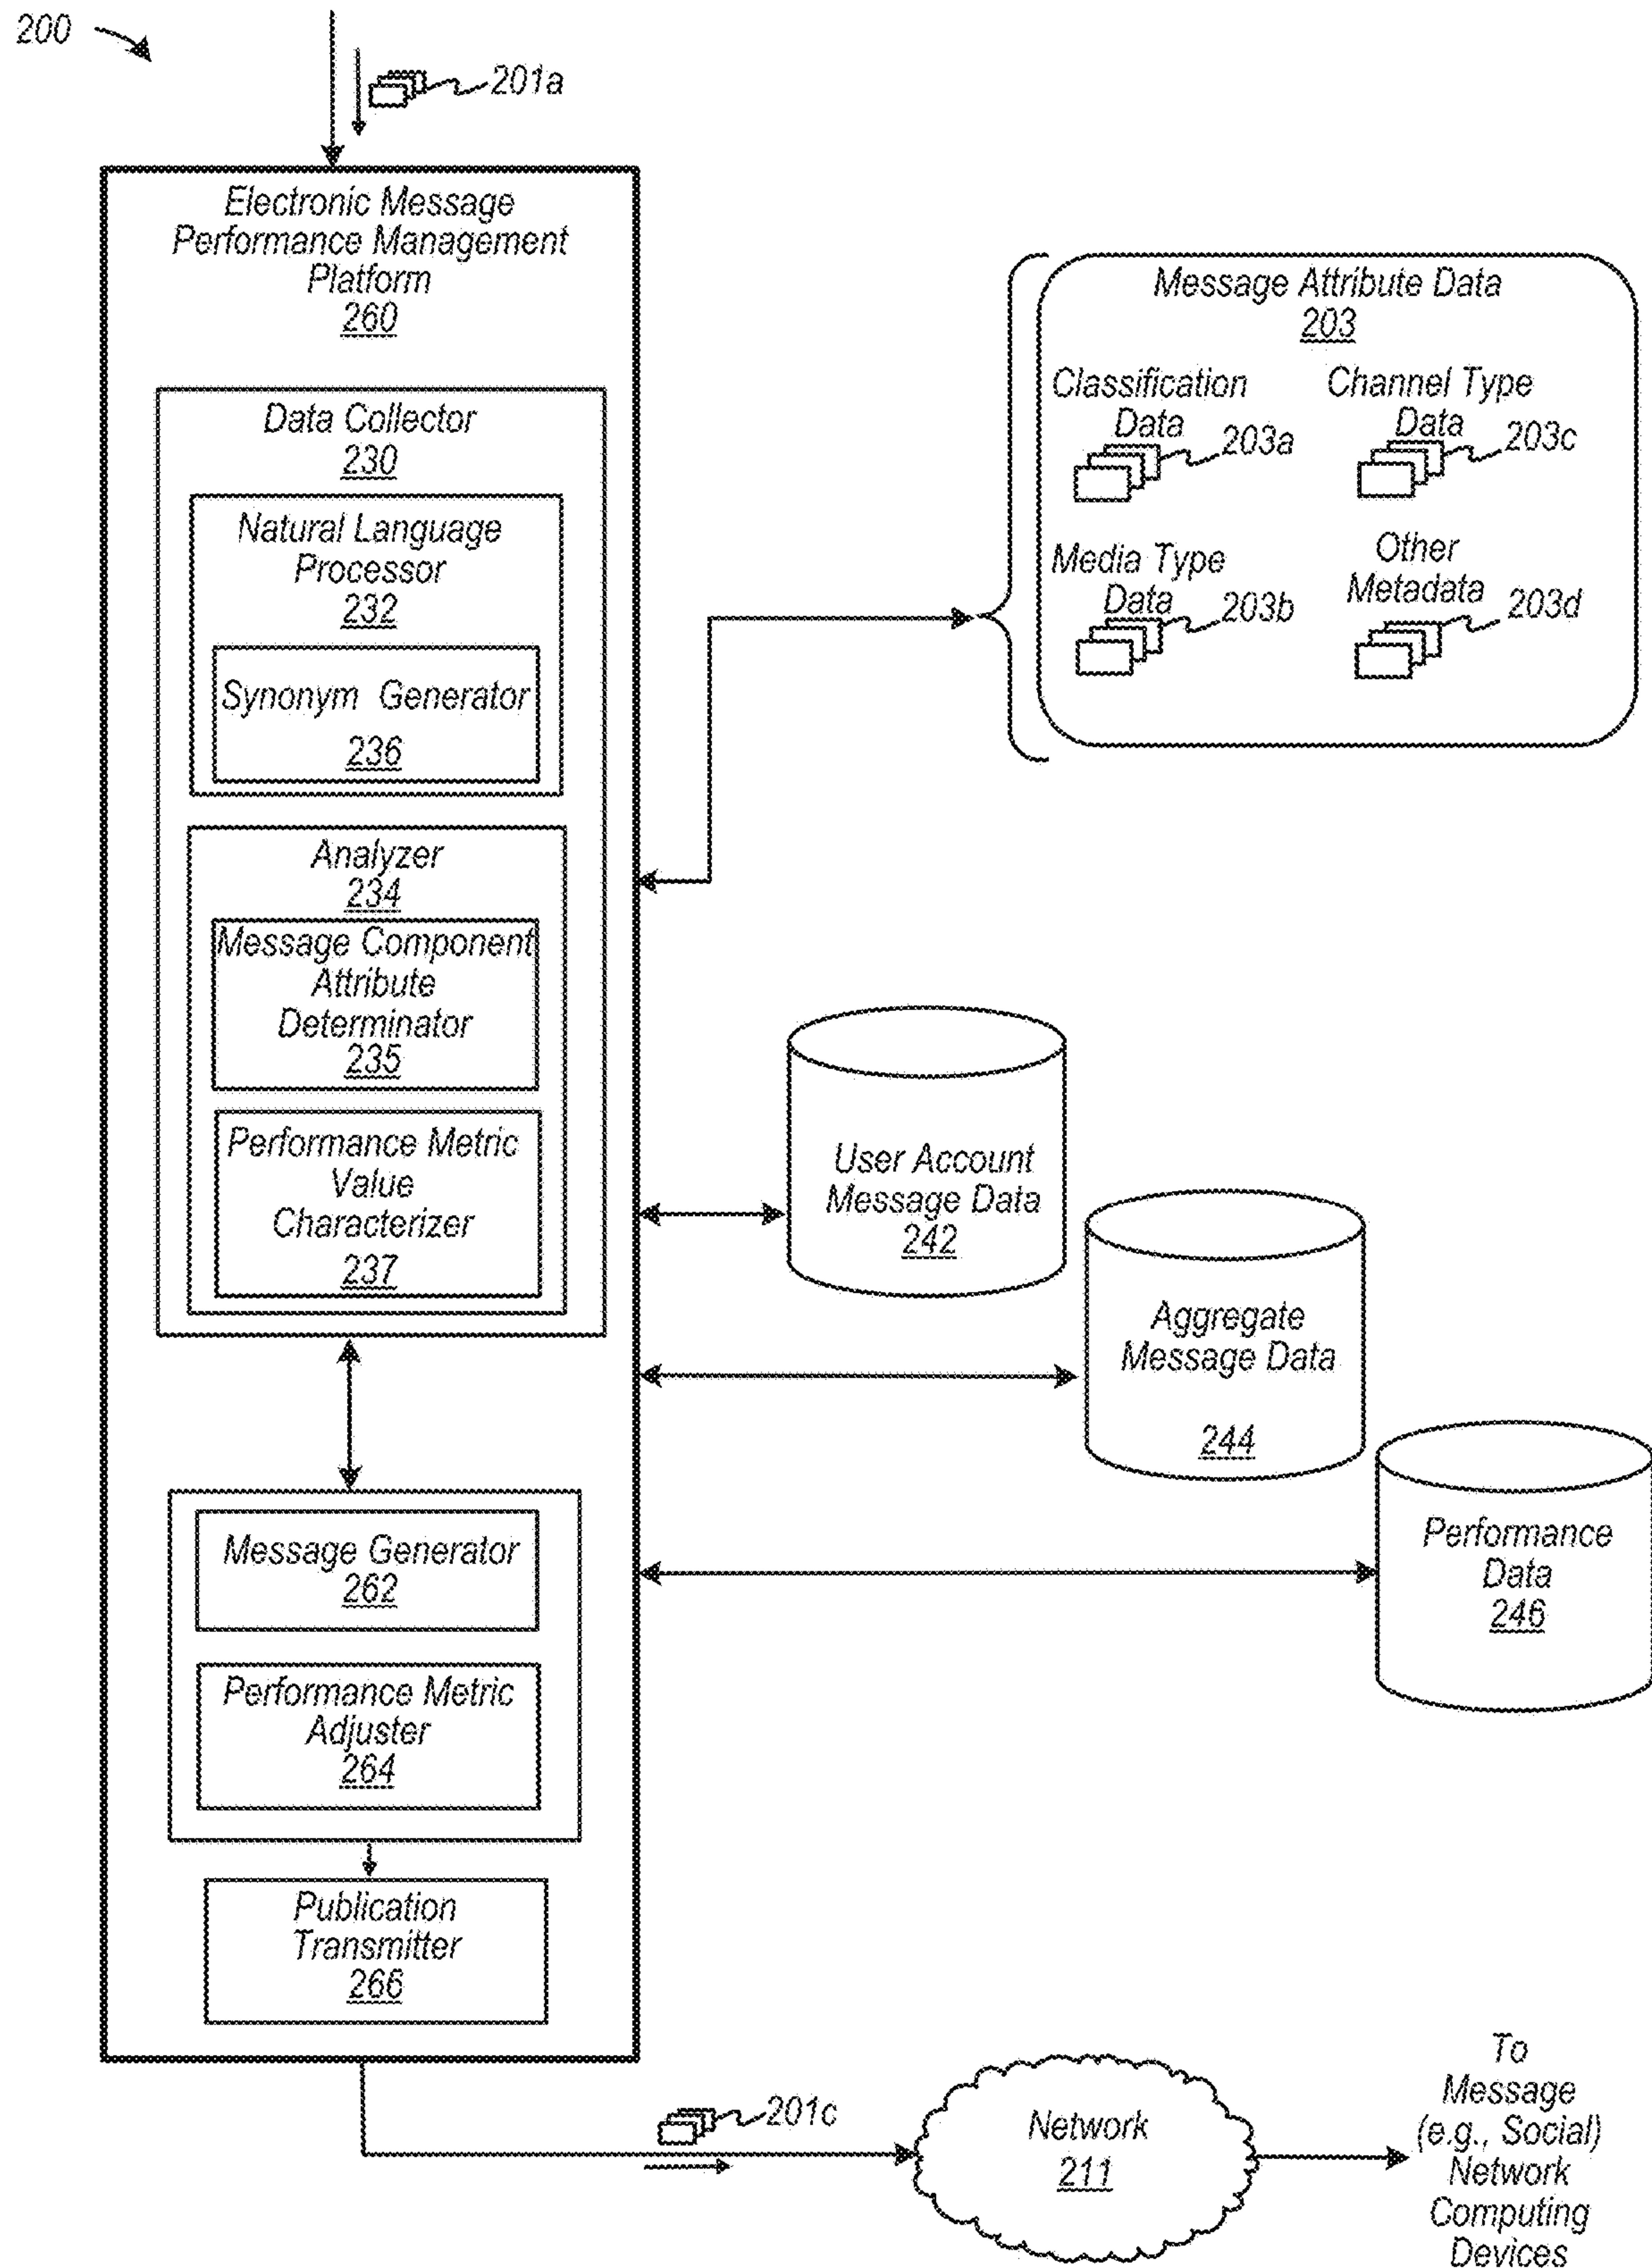 200
201a
Electronic Message
Performance Management
Platform
260
Data Collector
230
Natural Language
Processor
232
Synonym Generator
236
Analyzer
234
Message Component
Attribute
Determinator
235
Performance Metric
Value
Characterizer
237
Message Generator
262
Performance Metric
Adjuster
264
Publication
Transmitter
266
Message Attribute Data
203
Classification
Data
203a
Channel Type
Data
203c
Media Type
Data
203b
Other
Metadata
203d
User Account
Message Data
242
Aggregate
Message Data
244
Performance
Data
246
201c
Network
211
To
Message
(e.g., Social)
Network
Computing
Devices